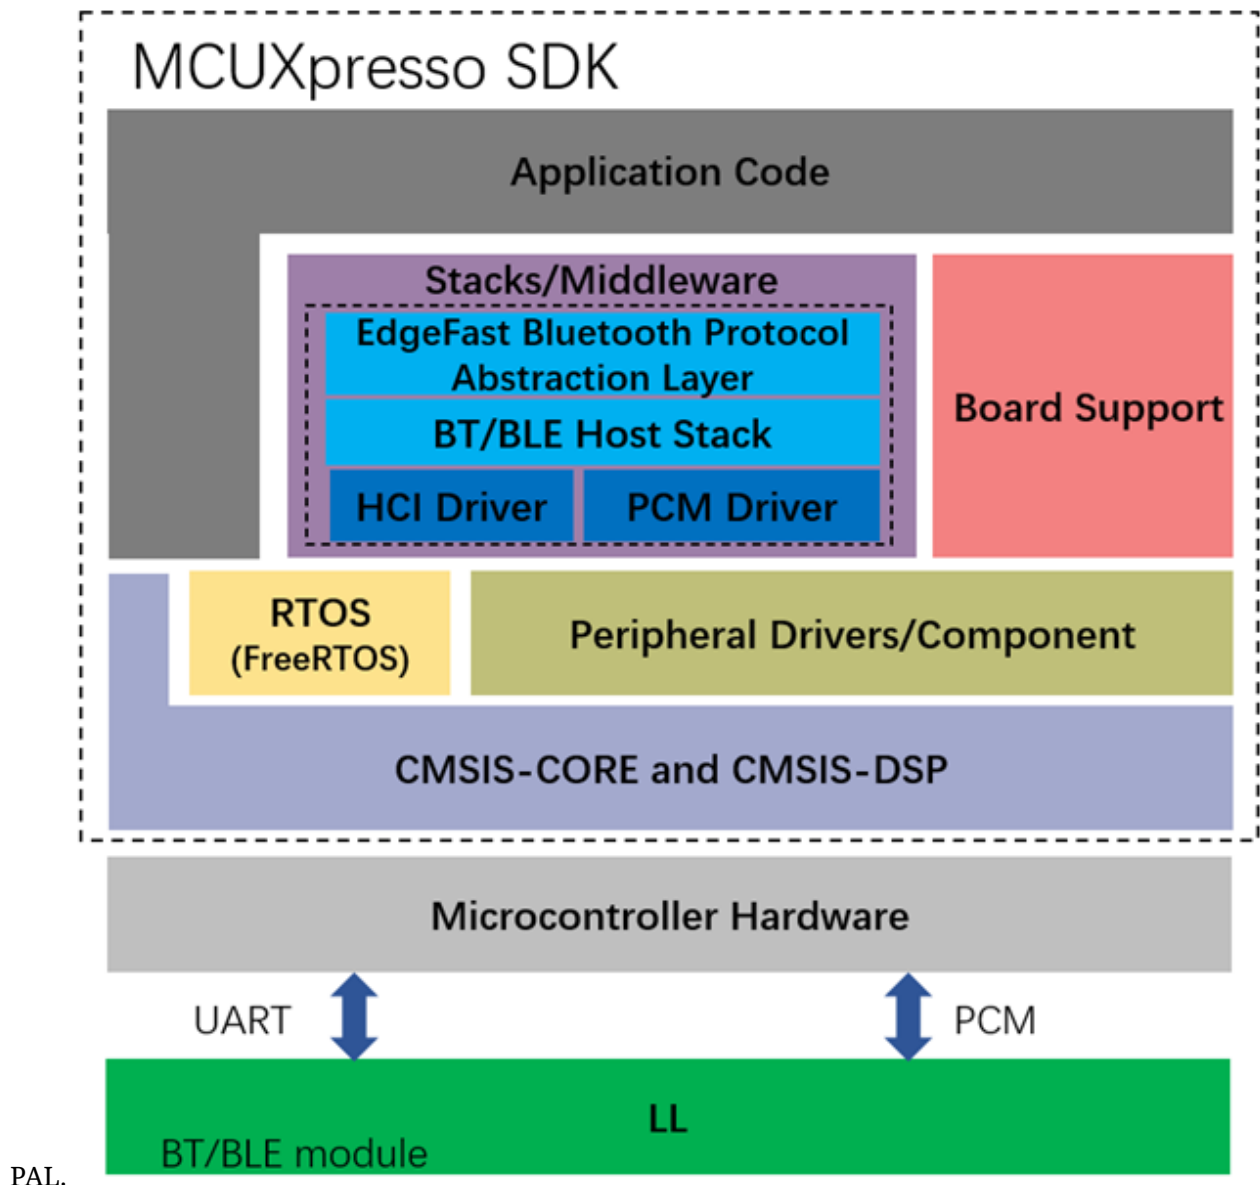 MCUXpresso SDK
Application Code
Stacks/Middleware
EdgeFast Bluetooth Protocol
Abstraction Layer
BT/BLE Host Stack
HCI Driver
PCM Driver
Board Support
RTOS
(FreeRTOS)
Peripheral Drivers/Component
CMSIS-CORE and CMSIS-DSP
Microcontroller Hardware
UART
PCM
LL
BT/BLE module
PAL.